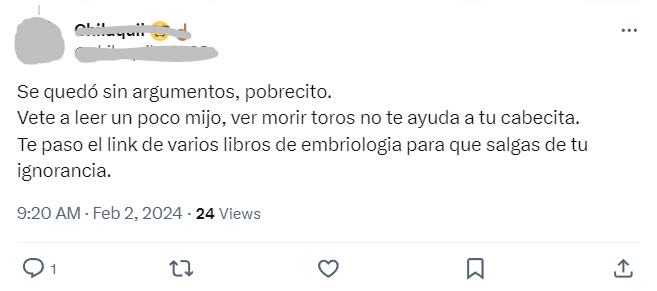 Se quedó sin argumentos, pobrecito.
Vete a leer un poco mijo, ver morir toros no te ayuda a tu cabecita.
Te paso el link de varios libros de embriologia para que salgas de tu
ignorancia.
9:20 AM · Feb 2, 2024 · 24 Views
1